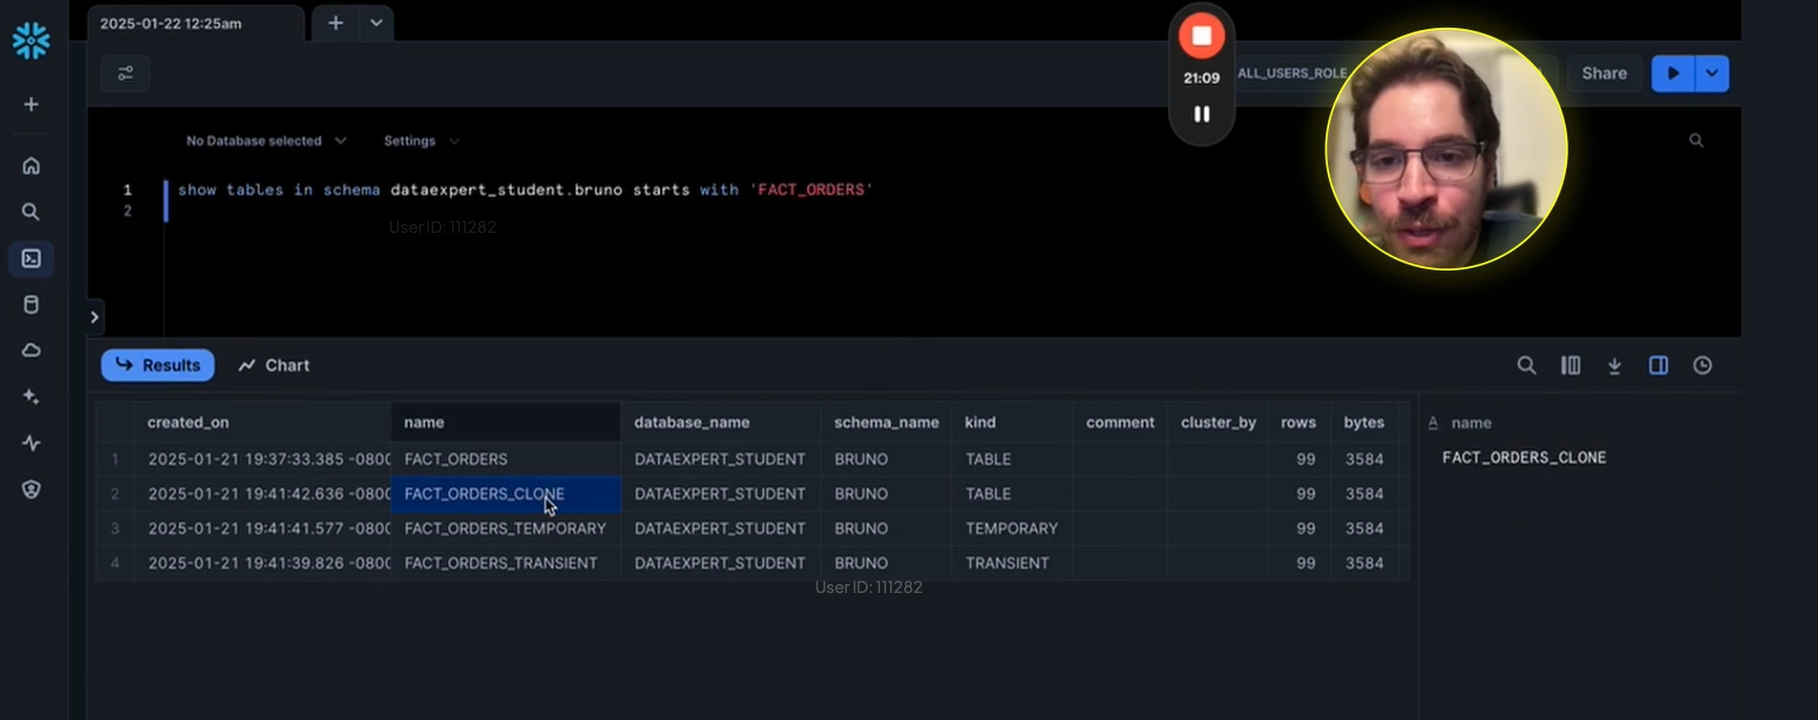 2025-01-22 12:25am
21:09
ALL_USERS_ROLE
Share
No Database selected
Settings
1 show tables in schema dataexpert_student.bruno starts with 'FACT_ORDERS'
2
User ID: 111282
Results
Chart
created_on name database_name schema_name kind comment cluster_by rows bytes
1 2025-01-21 19:37:33.385 -0800 FACT_ORDERS DATAEXPERT_STUDENT BRUNO TABLE 99 3584
2 2025-01-21 19:41:42.636 -0800 FACT_ORDERS_CLONE DATAEXPERT_STUDENT BRUNO TABLE 99 3584
3 2025-01-21 19:41:41.577 -0800 FACT_ORDERS_TEMPORARY DATAEXPERT_STUDENT BRUNO TEMPORARY 99 3584
4 2025-01-21 19:41:39.826 -0800 FACT_ORDERS_TRANSIENT DATAEXPERT_STUDENT BRUNO TRANSIENT 99 3584
A name
FACT_ORDERS_CLONE
User ID: 111282